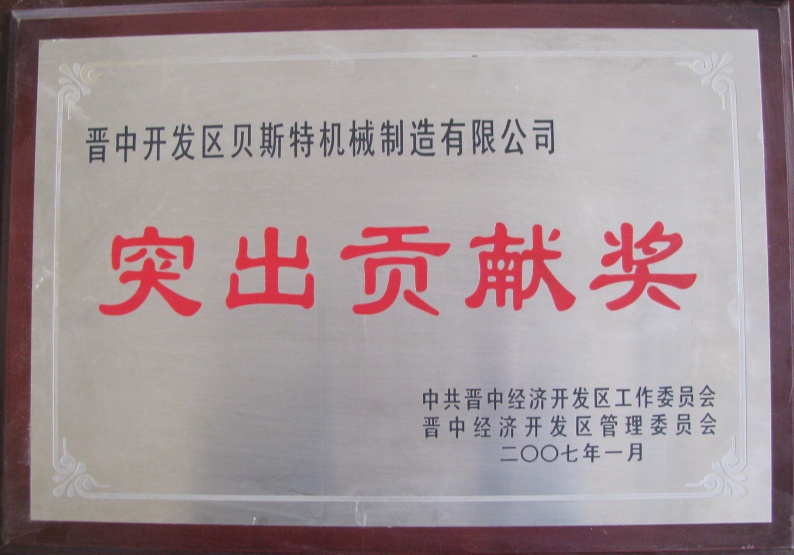 晋中开发区贝斯特机械制造有限公司
突出贡献奖
中共晋中经济开发区工作委员会
晋中经济开发区管理委员会
二〇〇七年一月